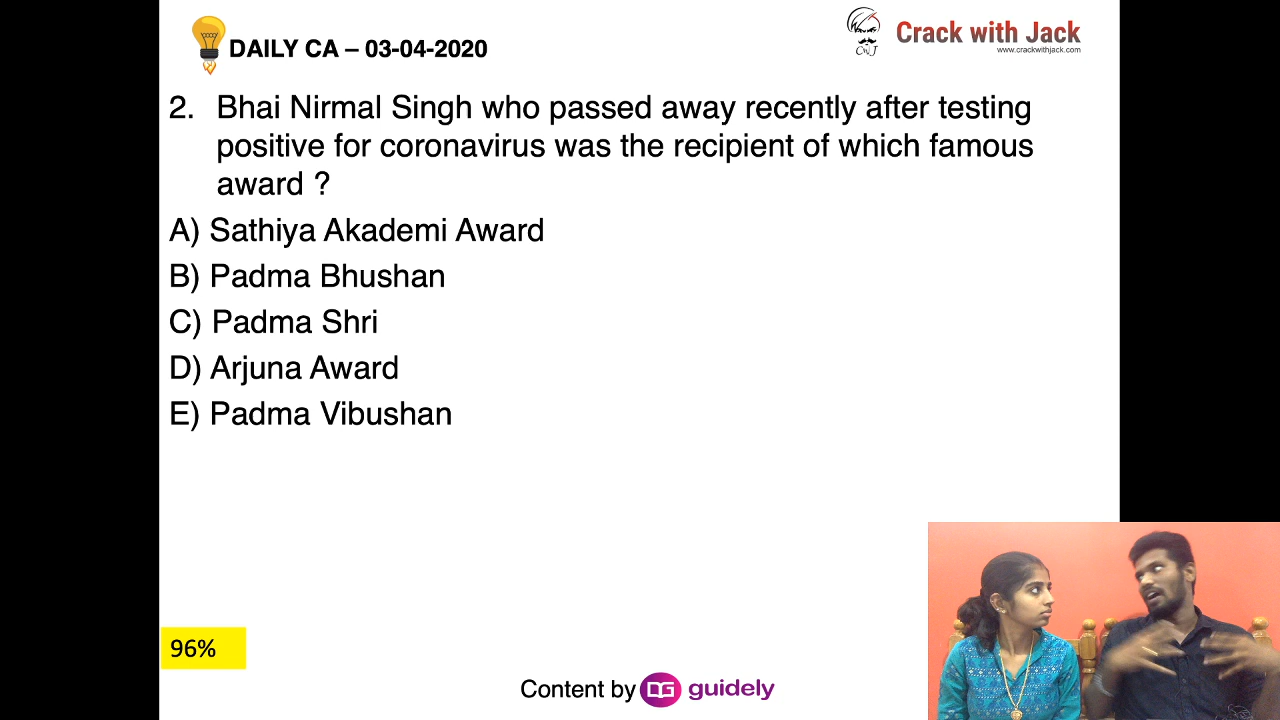 DAILY CA – 03-04-2020
CWJ
Crack with Jack
www.crackwithjack.com
2. Bhai Nirmal Singh who passed away recently after testing
positive for coronavirus was the recipient of which famous
award ?
A) Sathiya Akademi Award
B) Padma Bhushan
C) Padma Shri
D) Arjuna Award
E) Padma Vibushan
96%
Content by DG guidely